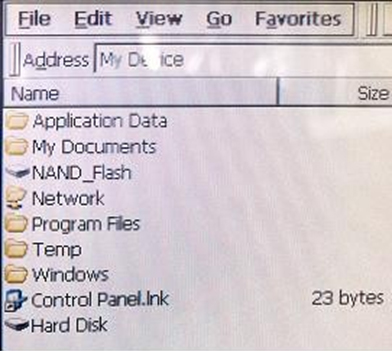 File Edit View Go Favorites
Address My Device
Name Size
Application Data
My Documents
NAND_Flash
Network
Program Files
Temp
Windows
Control Panel.lnk 23 bytes
Hard Disk